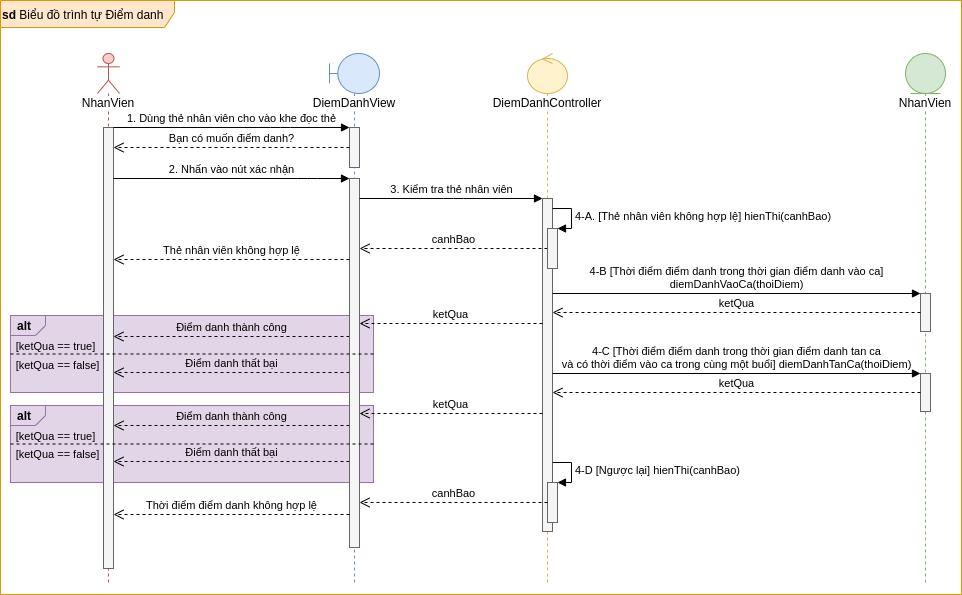 sd Biểu đồ trình tự Điểm danh
NhanVien
DiemDanhView
DiemDanhController
NhanVien
1. Dùng thẻ nhân viên cho vào khe đọc thẻ
Bạn có muốn điểm danh?
2. Nhấn vào nút xác nhận
3. Kiểm tra thẻ nhân viên
4-A. [Thẻ nhân viên không hợp lệ] hienThi(canhBao)
canhBao
Thẻ nhân viên không hợp lê
4-B [Thời điểm điểm danh trong thời gian điểm danh vào ca]
diemDanhVaoCa(thoiDiem)
ketQua
ketQua
alt
Điểm danh thành công
[ketQua == true]
[ketQua == false]
Điểm danh thất bại
4-C [Thời điểm điểm danh trong thời gian điểm danh tan ca
và có thời điểm vào ca trong cùng một buổi] diemDanhTanCa(thoiDiem)
ketQua
ketQua
alt
Điểm danh thành công
[ketQua == true]
[ketQua == false]
Điểm danh thất bại
4-D [Ngược lại] hienThi(canhBao)
canhBao
Thời điểm điểm danh không hợp lệ